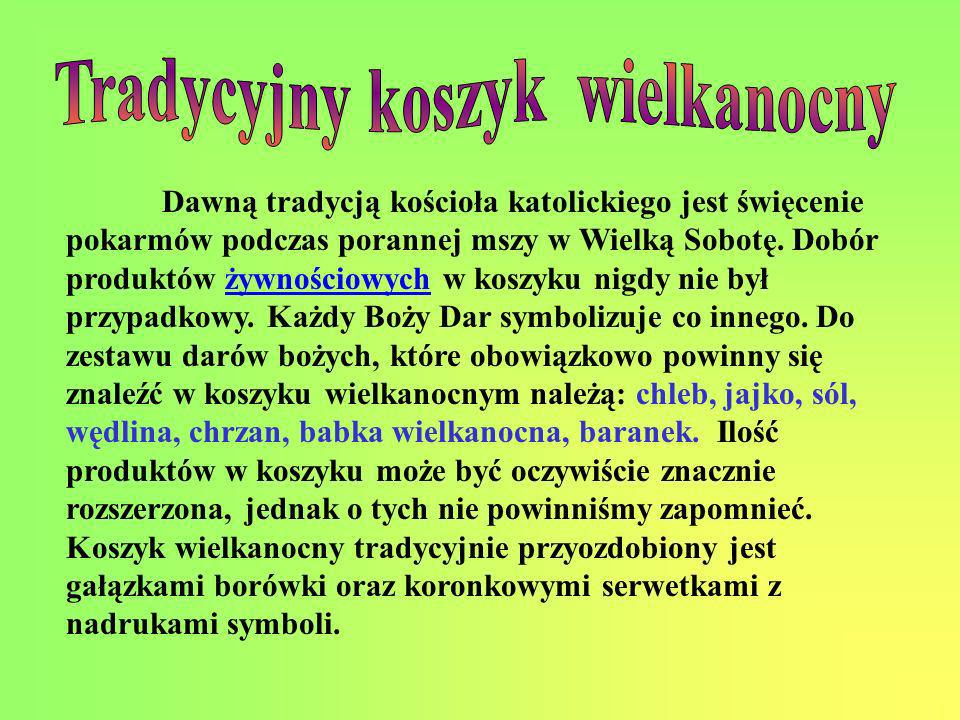 Tradycyjny koszyk wielkanocny
Dawną tradycją kościoła katolickiego jest święcenie
pokarmów podczas porannej mszy w Wielką Sobotę. Dobór
produktów żywnościowych w koszyku nigdy nie był
przypadkowy. Każdy Boży Dar symbolizuje co innego. Do
zestawu darów bożych, które obowiązkowo powinny się
znaleźć w koszyku wielkanocnym należą: chleb, jajko, sól,
wędlina, chrzan, babka wielkanocna, baranek. Ilość
produktów w koszyku może być oczywiście znacznie
rozszerzona, jednak o tych nie powinniśmy zapomnieć.
Koszyk wielkanocny tradycyjnie przyozdobiony jest
gałązkami borówki oraz koronkowymi serwetkami z
nadrukami symboli.